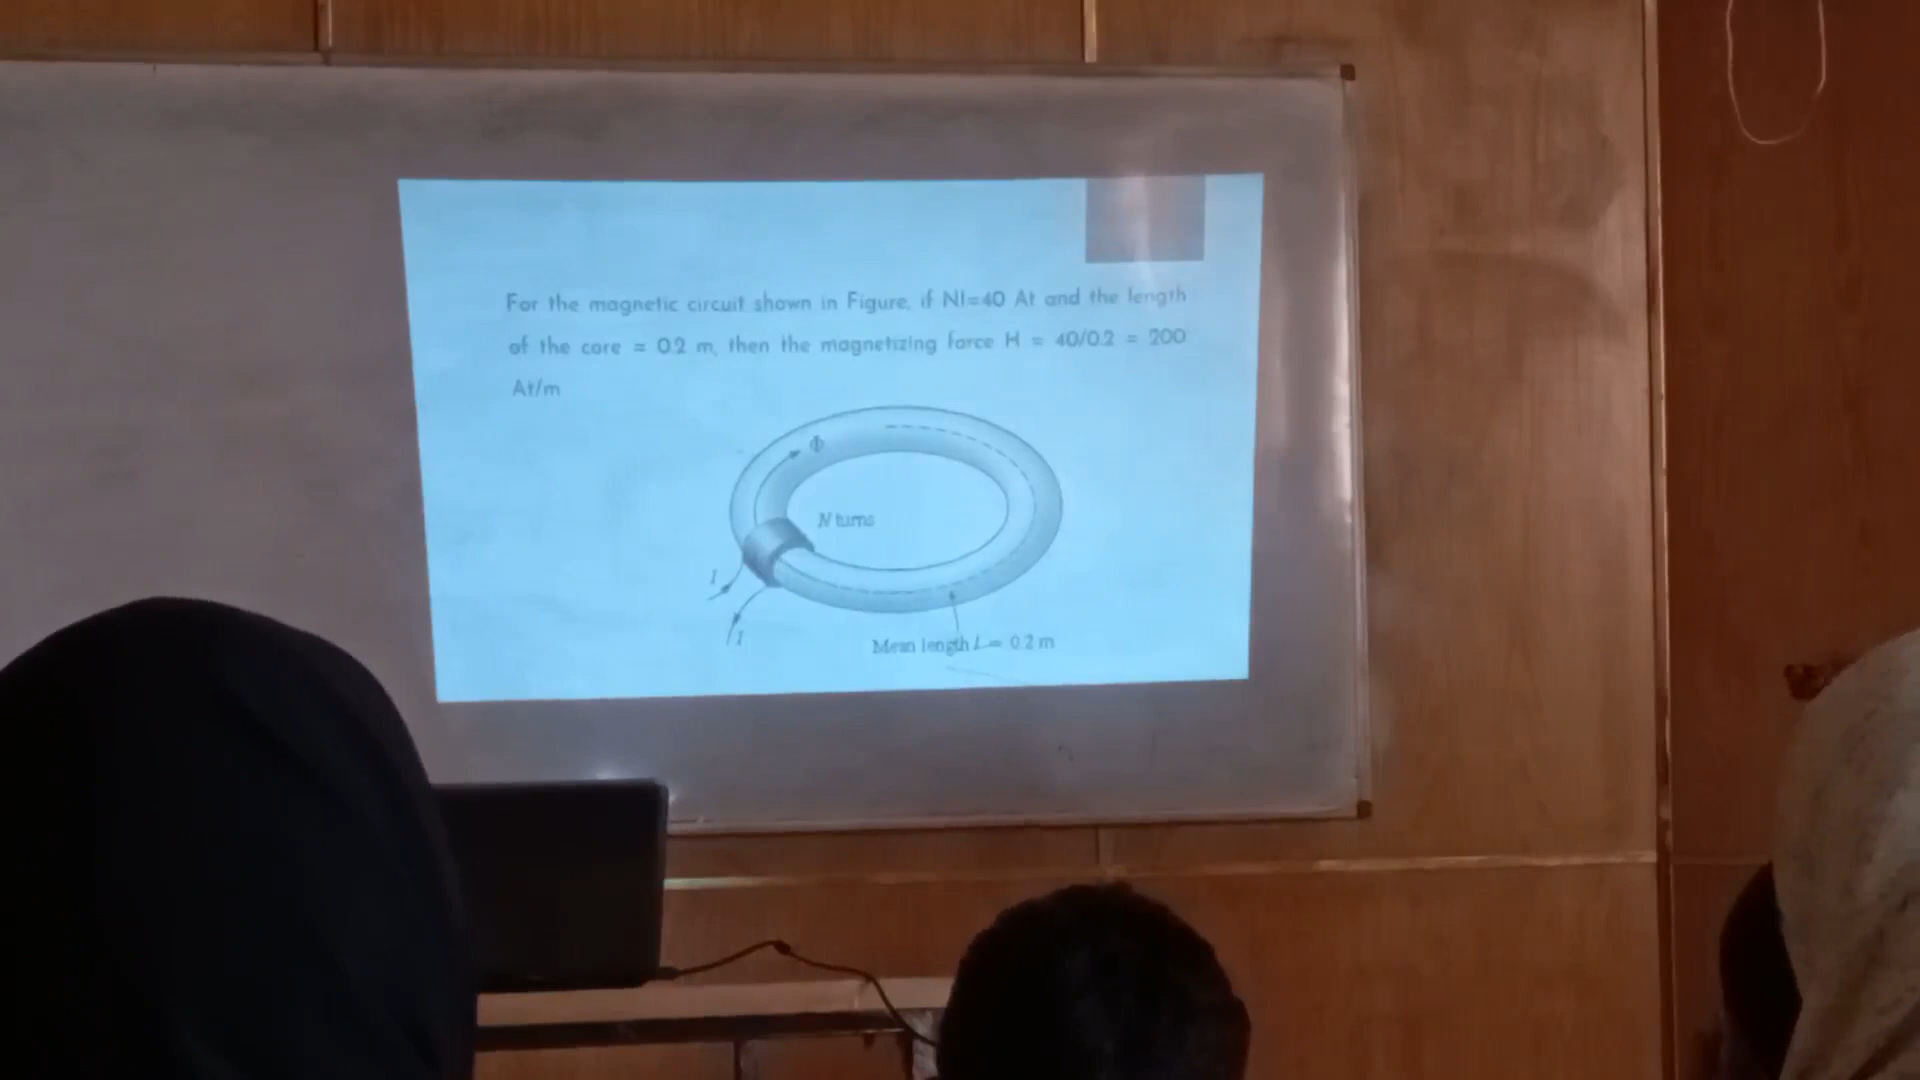 For the magnetic circuit shown in Figure, if NI=40 At and the length
of the core = 0.2 m, then the magnetizing force H = 40/0.2 = 200
At/m
Φ
N turns
I
I
Mean length L = 0.2 m